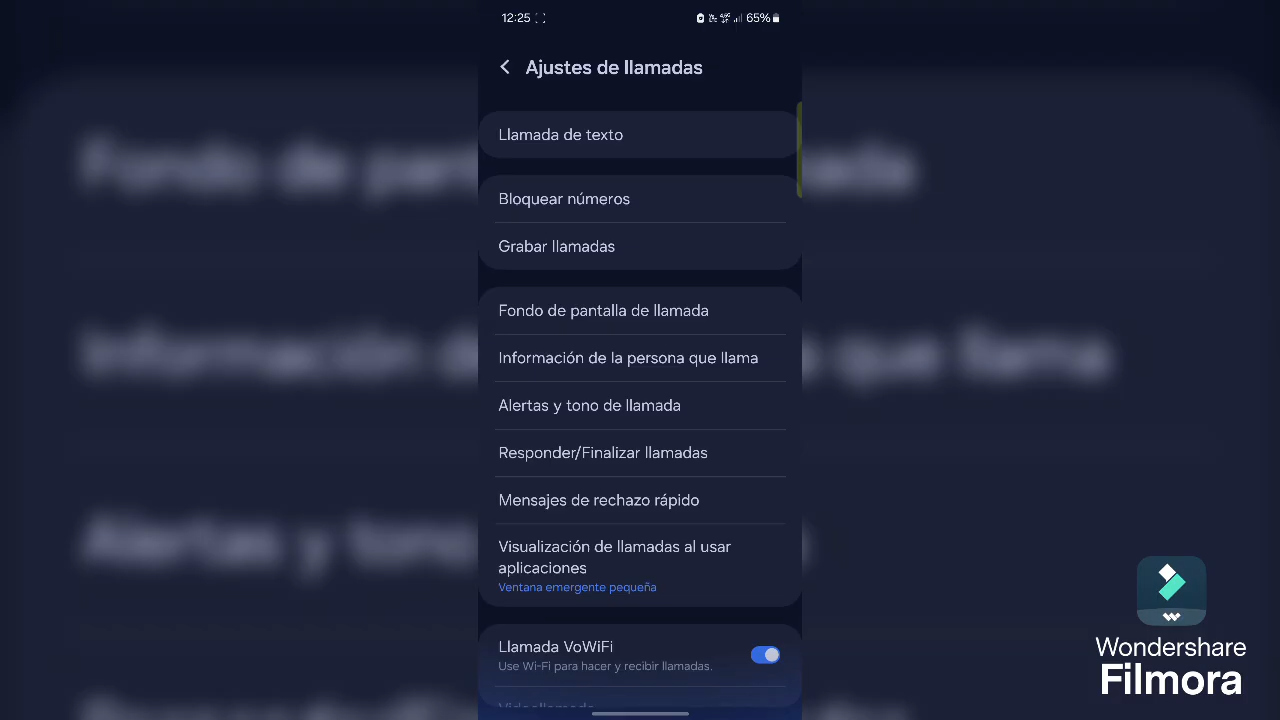 12:25
65%
Ajustes de llamadas
Llamada de texto
Bloquear números
Grabar llamadas
Fondo de pantalla de llamada
Información de la persona que llama
Alertas y tono de llamada
Responder/Finalizar llamadas
Mensajes de rechazo rápido
Visualización de llamadas al usar
aplicaciones
Ventana emergente pequeña
Llamada VoWiFi
Use Wi-Fi para hacer y recibir llamadas.
Wondershare
Filmora